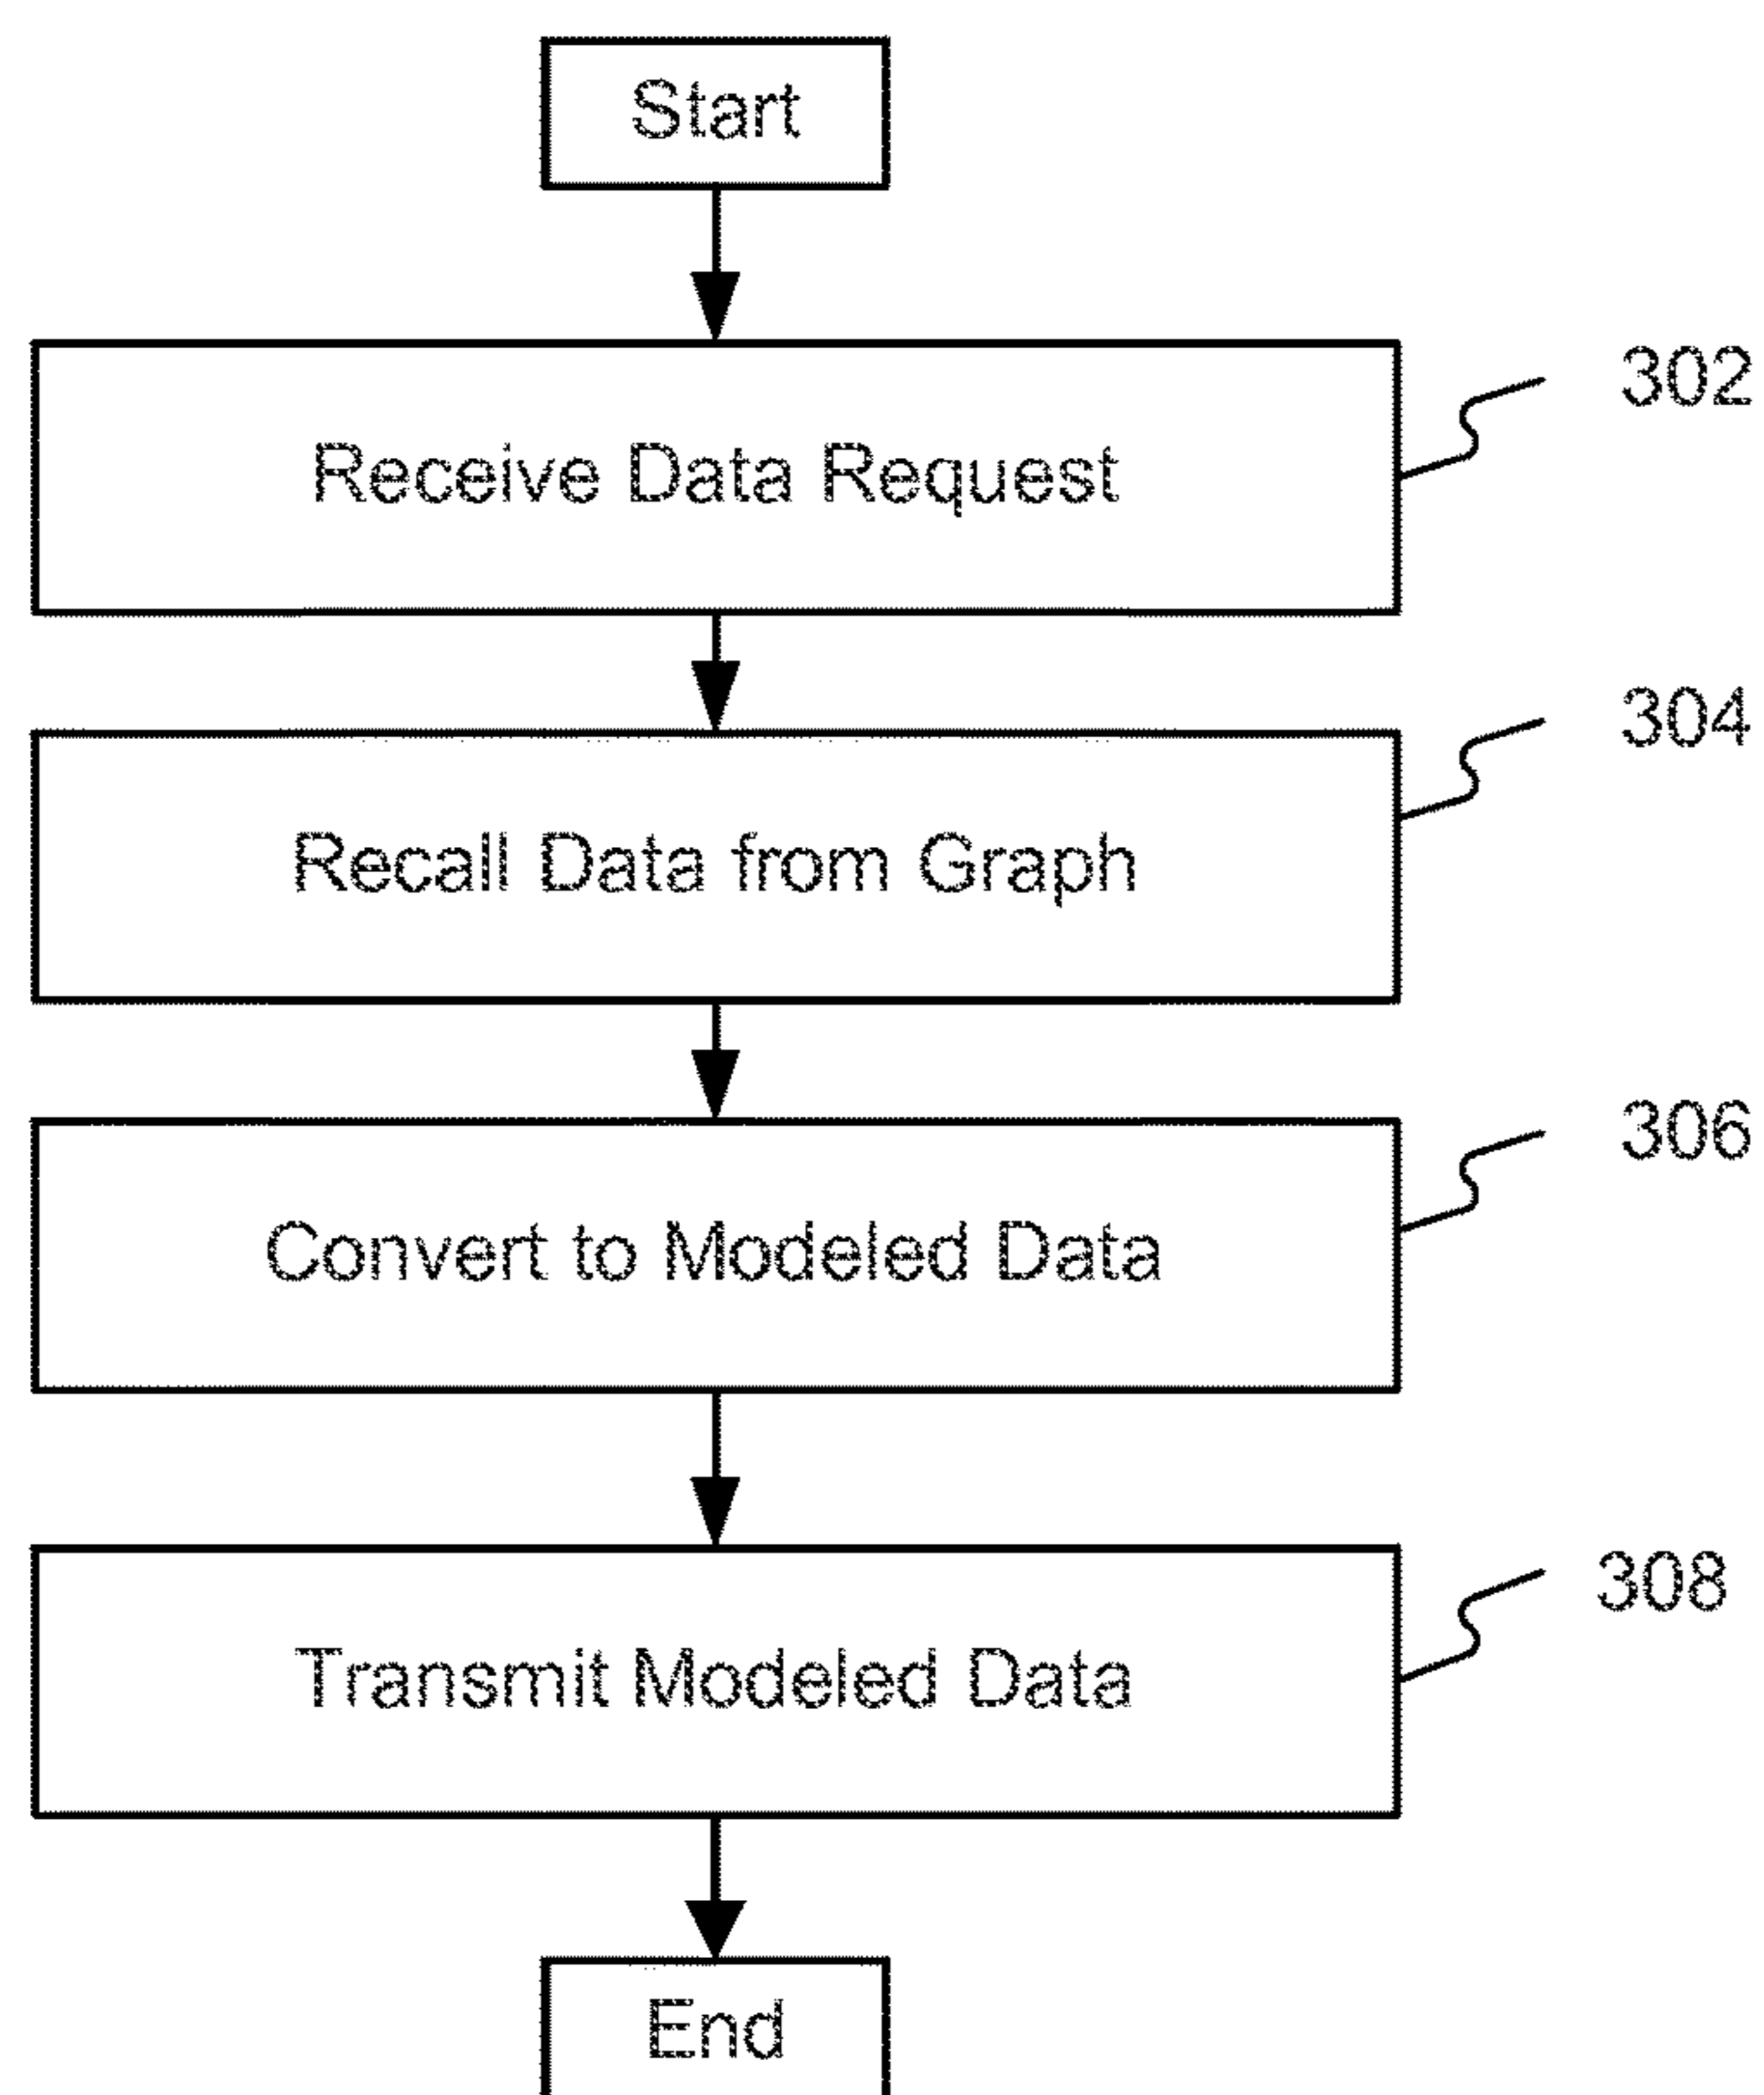 Start
302
Receive Data Request
304
Recall Data from Graph
306
Convert to Modeled Data
308
Transmit Modeled Data
End